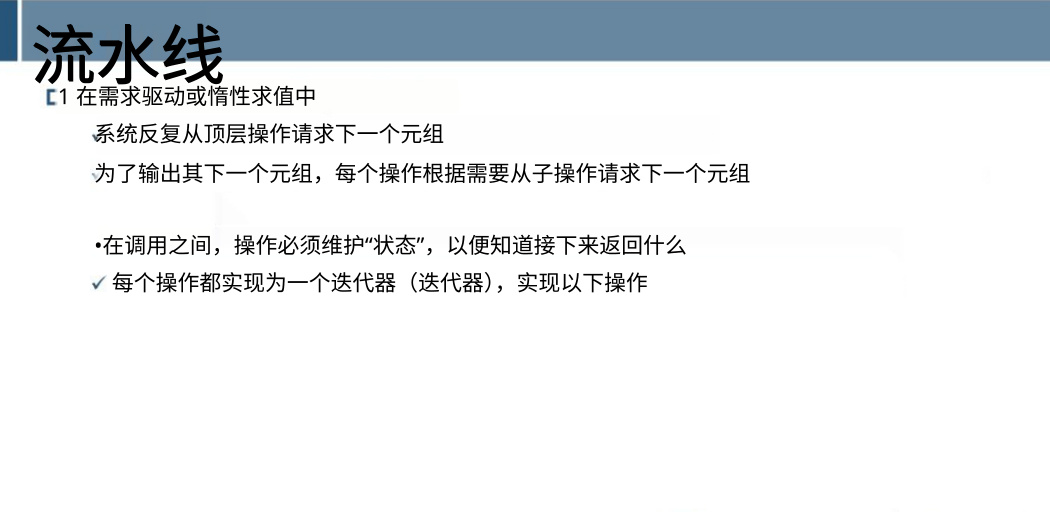 流水线
1 在需求驱动或惰性求值中
系统反复从顶层操作请求下一个元组
为了输出其下一个元组，每个操作根据需要从子操作请求下一个元组
•在调用之间，操作必须维护“状态”，以便知道接下来返回什么
✓ 每个操作都实现为一个迭代器（迭代器），实现以下操作